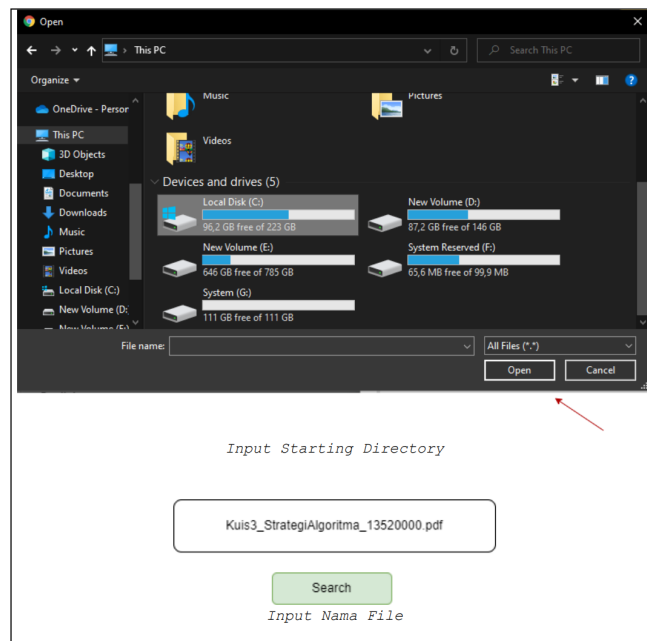 Open
This PC
Search This PC
Organize
OneDrive - Person
This PC
3D Objects
Desktop
Documents
Downloads
Music
Pictures
Videos
Local Disk (C:)
New Volume (D:
New Volume (E:)
Music
Pictures
Videos
Devices and drives (5)
Local Disk (C:)
96,2 GB free of 223 GB
New Volume (D:)
87,2 GB free of 146 GB
New Volume (E:)
646 GB free of 785 GB
System Reserved (F:)
65,6 MB free of 99,9 MB
System (G:)
111 GB free of 111 GB
File name:
All Files (*.*)
Open
Cancel
Input Starting Directory
Kuis3_StrategiAlgoritma_13520000.pdf
Search
Input Nama File